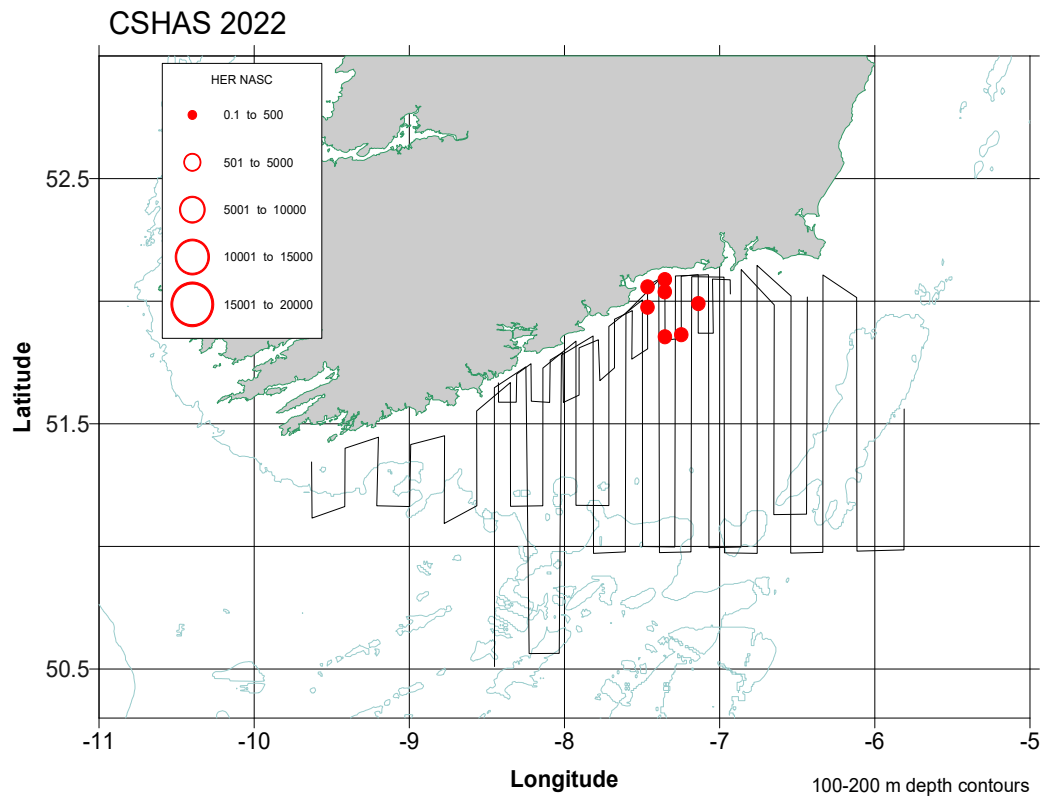 CSHAS 2022
HER NASC
0.1 to 500
501 to 5000
5001 to 10000
10001 to 15000
15001 to 20000
52.5
51.5
50.5
Latitude
-11 -10 -9 -8 -7 -6 -5
Longitude
100-200 m depth contours